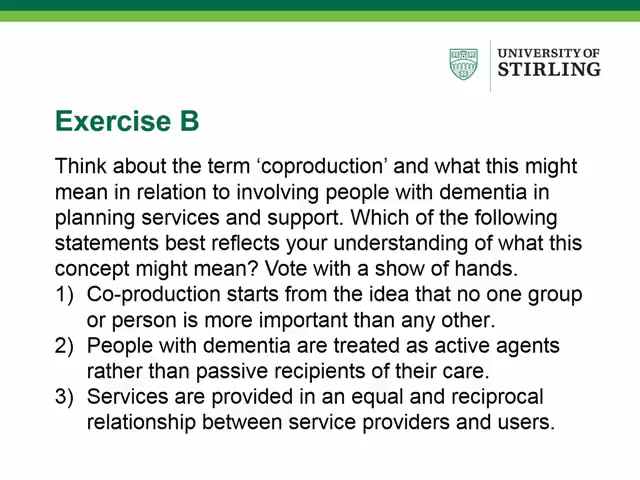 UNIVERSITY OF
STIRLING
Exercise B
Think about the term ‘coproduction’ and what this might
mean in relation to involving people with dementia in
planning services and support. Which of the following
statements best reflects your understanding of what this
concept might mean? Vote with a show of hands.
1) Co-production starts from the idea that no one group
or person is more important than any other.
2) People with dementia are treated as active agents
rather than passive recipients of their care.
3) Services are provided in an equal and reciprocal
relationship between service providers and users.